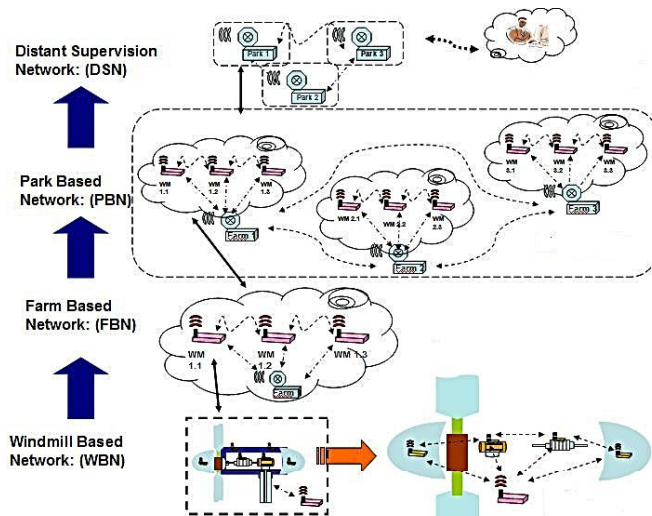 Distant Supervision
Network: (DSN)
Park 1
Park 3
Park 2
Park Based
Network: (PBN)
WM
1.1
WM
1.2
WM
1.3
Farm 1
WM 2.1
WM 2.2
WM 2.3
Farm 2
WM
3.1
WM
3.2
WM
3.3
Farm 3
Farm Based
Network: (FBN)
WM
1.1
WM
1.2
WM 1.3
Farm
Windmill Based
Network: (WBN)